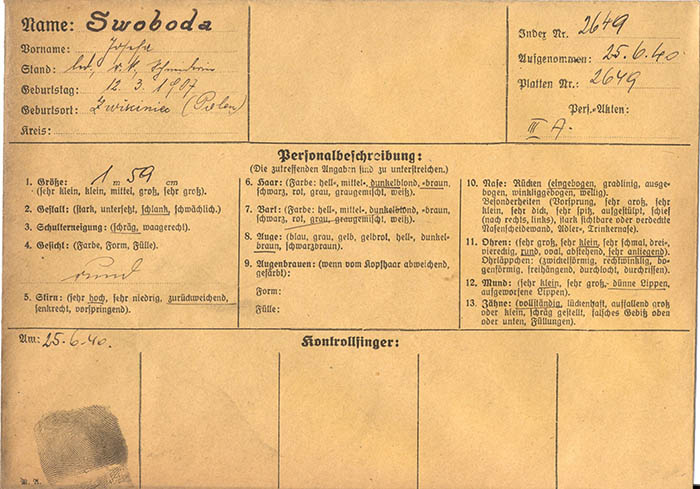 Name: Swoboda
Vorname: Josefa
Stand: led., r.k.,
Geburtstag: 12. 3. 1907
Geburtsort: Zwikiniec (Polen)
Kreis:
Index Nr. 2649
Aufgenommen: 25.6.40.
Platten Nr.: 2649
Pers.-Akten:
III A.
Personalbeschreibung:
(Die zutreffenden Angaben sind zu unterstreichen.)
1. Größe: 1 m 59 cm
(sehr klein, klein, mittel, groß, sehr groß).
2. Gestalt: (stark, untersetzt, schlank, schwächlich.)
3. Schulterneigung: (schräg, waagerecht.)
4. Gesicht: (Farbe, Form, Fülle).
rund
5. Stirn: (sehr hoch, sehr niedrig, zurückweichend,
senkrecht, vorspringend).
6. Haar: (Farbe: hell-, mittel-, dunkelblond, -braun,
schwarz, rot, grau, graugemischt, weiß).
7. Bart: (Farbe: hell-, mittel-, dunkelblond, -braun,
schwarz, rot, grau, graugemischt, weiß).
8. Auge: (blau, grau, gelb, gelbrot, hell-, dunkel-
braun, schwarzbraun).
9. Augenbrauen: (wenn vom Kopfhaar abweichend,
gefärbt):
Form:
Fülle:
10. Nase: Rücken (eingebogen, gradlinig, ausge-
bogen, winkliggebogen, wellig).
Besonderheiten (Vorsprung, sehr groß, sehr
klein, sehr dick, sehr spitz, aufgestülpt, schief
(nach rechts, links), stark sichtbare oder verdeckte
Nasenscheidewand, Adler-, Trinkernase).
11. Ohren: (sehr groß, sehr klein, sehr schmal, drei-,
viereckig, rund, oval, abstehend, sehr anliegend).
Ohrläppchen: (zwickelförmig, rechtwinklig, bo-
genförmig, freihängend, durchlocht, durchrissen).
12. Mund: (sehr klein, sehr groß,- dünne Lippen,
aufgeworfene Lippen).
13. Zähne: (vollständig, lückenhaft, auffallend groß
oder klein, schräg gestellt, falsches Gebiß oben
oder unten, Füllungen).
Am: 25.6.40.
Kontrollfinger: